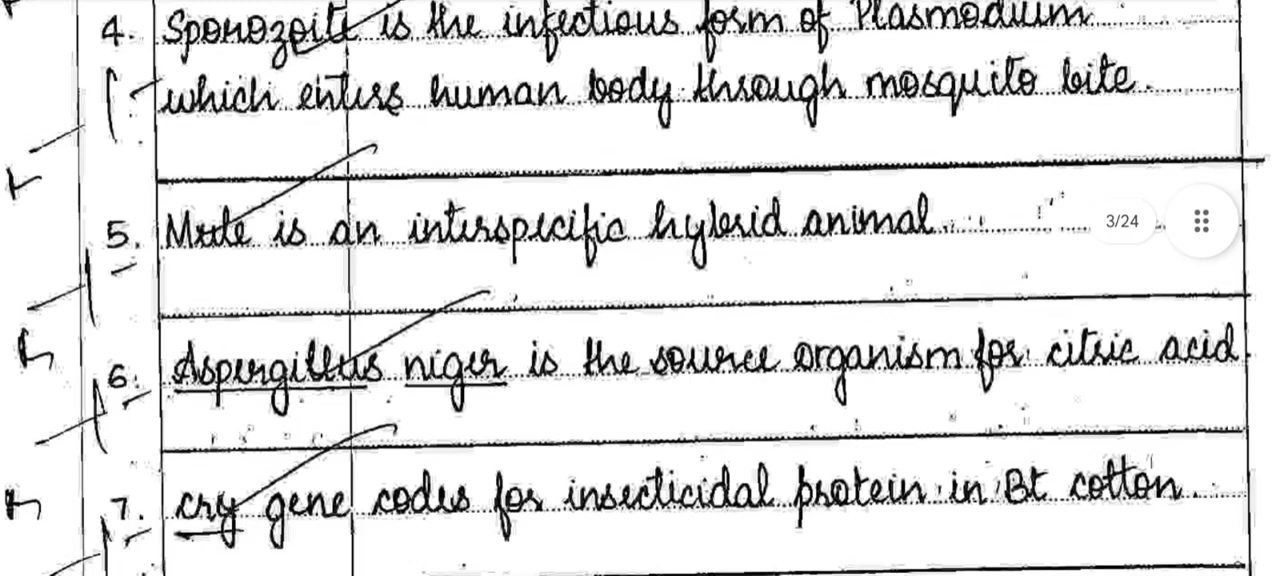 4. Sporozoite is the infectious form of Plasmodium
which enters human body through mosquito bite.
5. Mule is an interspecific hybrid animal.
3/24
6. Aspergillus niger is the source organism for citric acid.
7. cry gene codes for insecticidal protein in Bt cotton.